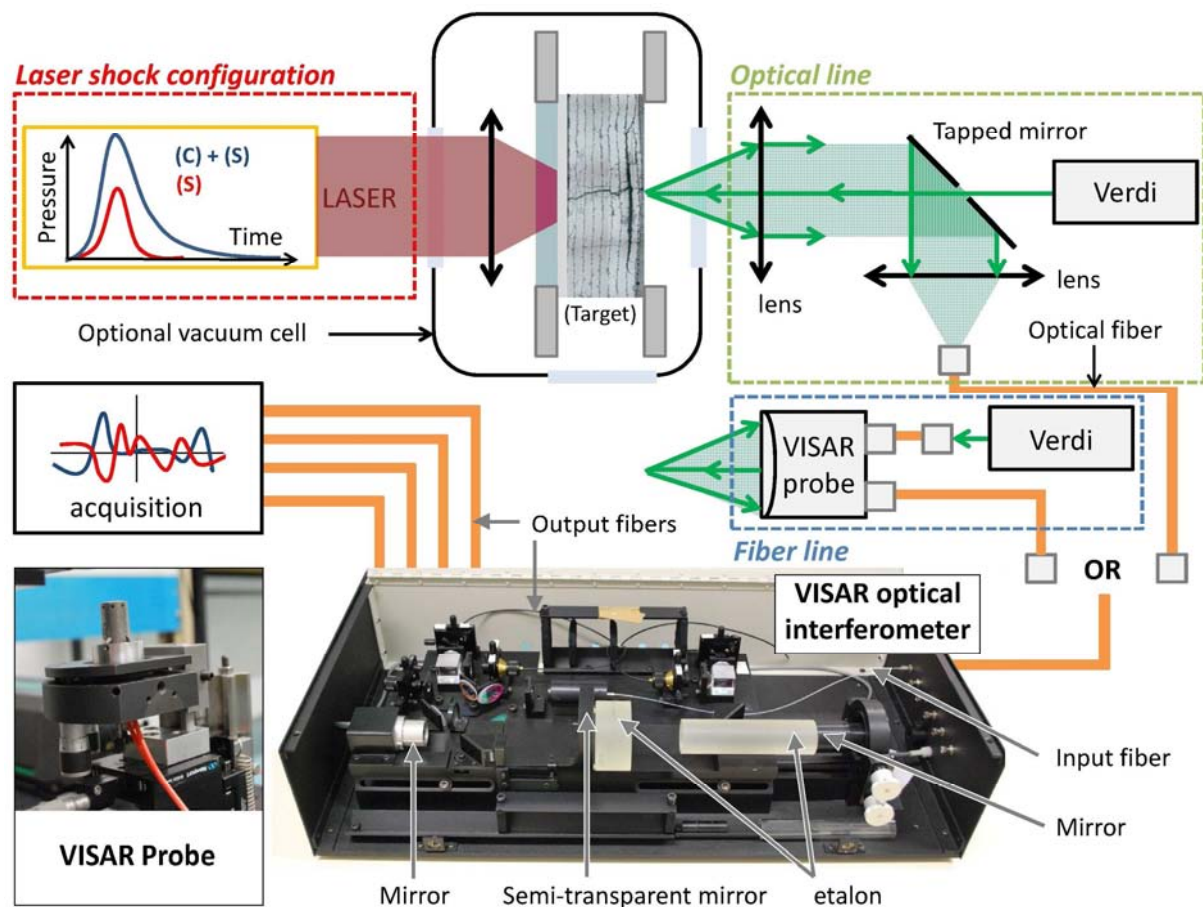 Laser shock configuration
Pressure
(C) + (S)
(S)
Time
LASER
(Target)
Optional vacuum cell
Optical line
Tapped mirror
Verdi
lens
lens
Optical fiber
VISAR
probe
Verdi
Fiber line
OR
acquisition
Output fibers
VISAR optical
interferometer
Input fiber
Mirror
VISAR Probe
Mirror
Semi-transparent mirror
etalon